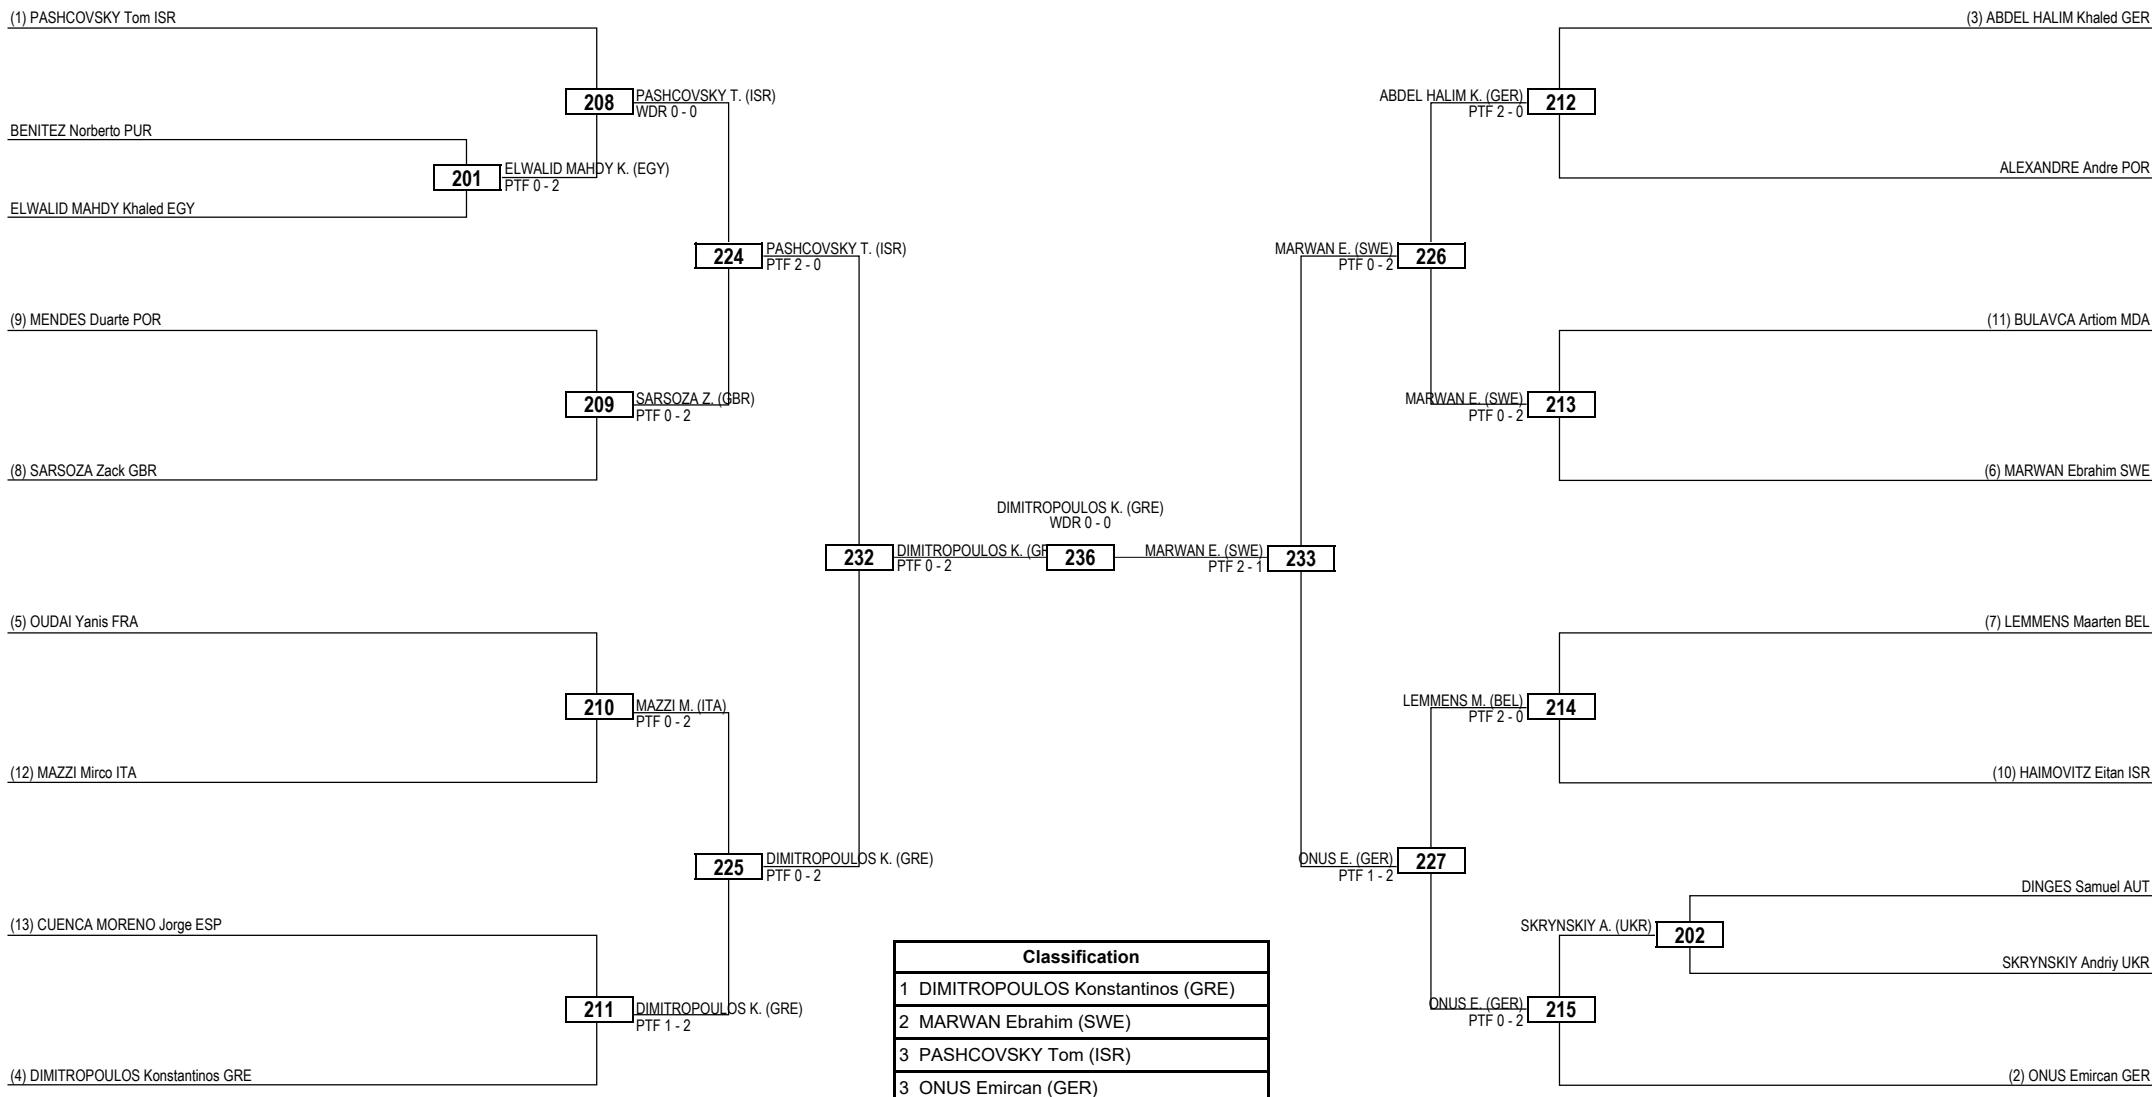 (1) PASHCOVSKY Tom ISR
(3) ABDEL HALIM Khaled GER
208
PASHCOVSKY T. (ISR)
WDR 0 - 0
ABDEL HALIM K. (GER)
PTF 2 - 0
212
BENITEZ Norberto PUR
201
ELWALID MAHDY K. (EGY)
PTF 0 - 2
ALEXANDRE Andre POR
ELWALID MAHDY Khaled EGY
224
PASHCOVSKY T. (ISR)
PTF 2 - 0
MARWAN E. (SWE)
PTF 0 - 2
226
(9) MENDES Duarte POR
(11) BULAVCA Artiom MDA
209
SARSOZA Z. (GBR)
PTF 0 - 2
MARWAN E. (SWE)
PTF 0 - 2
213
(8) SARSOZA Zack GBR
(6) MARWAN Ebrahim SWE
DIMITROPOULOS K. (GRE)
WDR 0 - 0
232
DIMITROPOULOS K. (GR
PTF 0 - 2
236
MARWAN E. (SWE)
PTF 2 - 1
233
(5) OUDAI Yanis FRA
(7) LEMMENS Maarten BEL
210
MAZZI M. (ITA)
PTF 0 - 2
LEMMENS M. (BEL)
PTF 2 - 0
214
(12) MAZZI Mirco ITA
(10) HAIMOVITZ Eitan ISR
225
DIMITROPOULOS K. (GRE)
PTF 0 - 2
ONUS E. (GER)
PTF 1 - 2
227
DINGES Samuel AUT
(13) CUENCA MORENO Jorge ESP
SKRYNSKIY A. (UKR)
202
SKRYNSKIY Andriy UKR
211
DIMITROPOULOS K. (GRE)
PTF 1 - 2
ONUS E. (GER)
PTF 0 - 2
215
(4) DIMITROPOULOS Konstantinos GRE
(2) ONUS Emircan GER
Classification
1 DIMITROPOULOS Konstantinos (GRE)
2 MARWAN Ebrahim (SWE)
3 PASHCOVSKY Tom (ISR)
3 ONUS Emircan (GER)